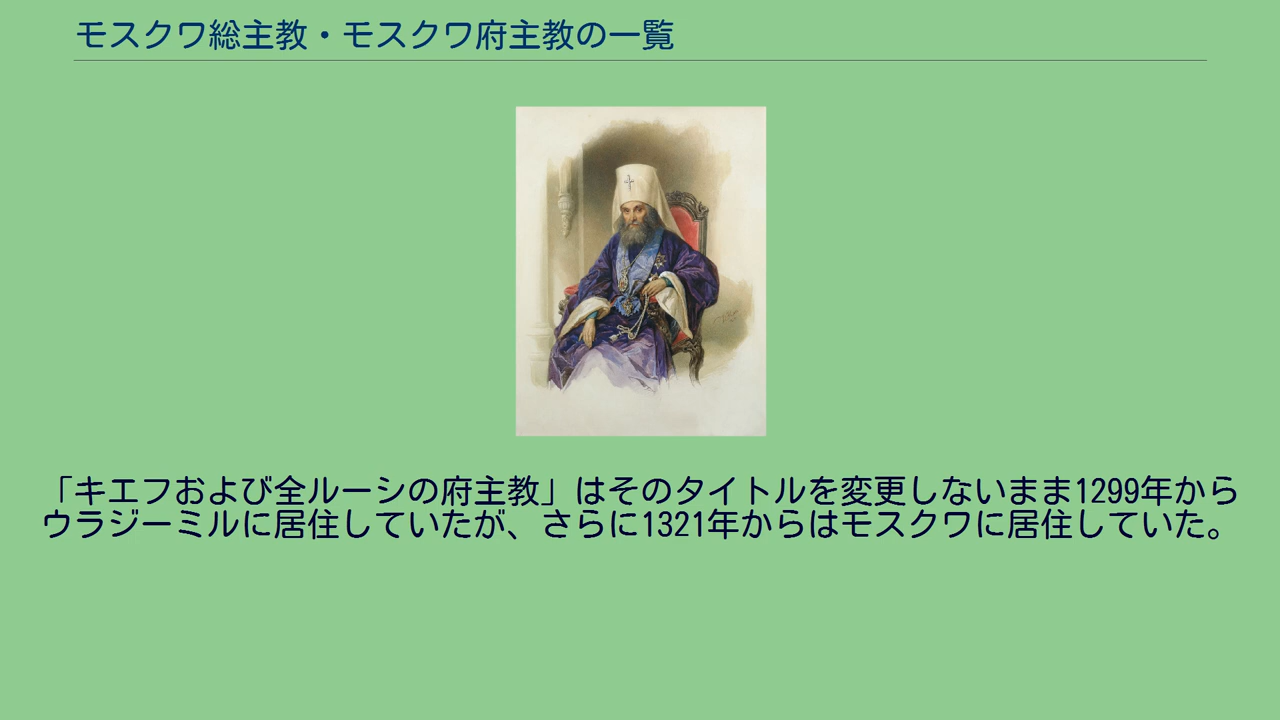 モスクワ総主教・モスクワ府主教の一覧
「キエフおよび全ルーシの府主教」はそのタイトルを変更しないまま1299年から
ウラジーミルに居住していたが、さらに1321年からはモスクワに居住していた。